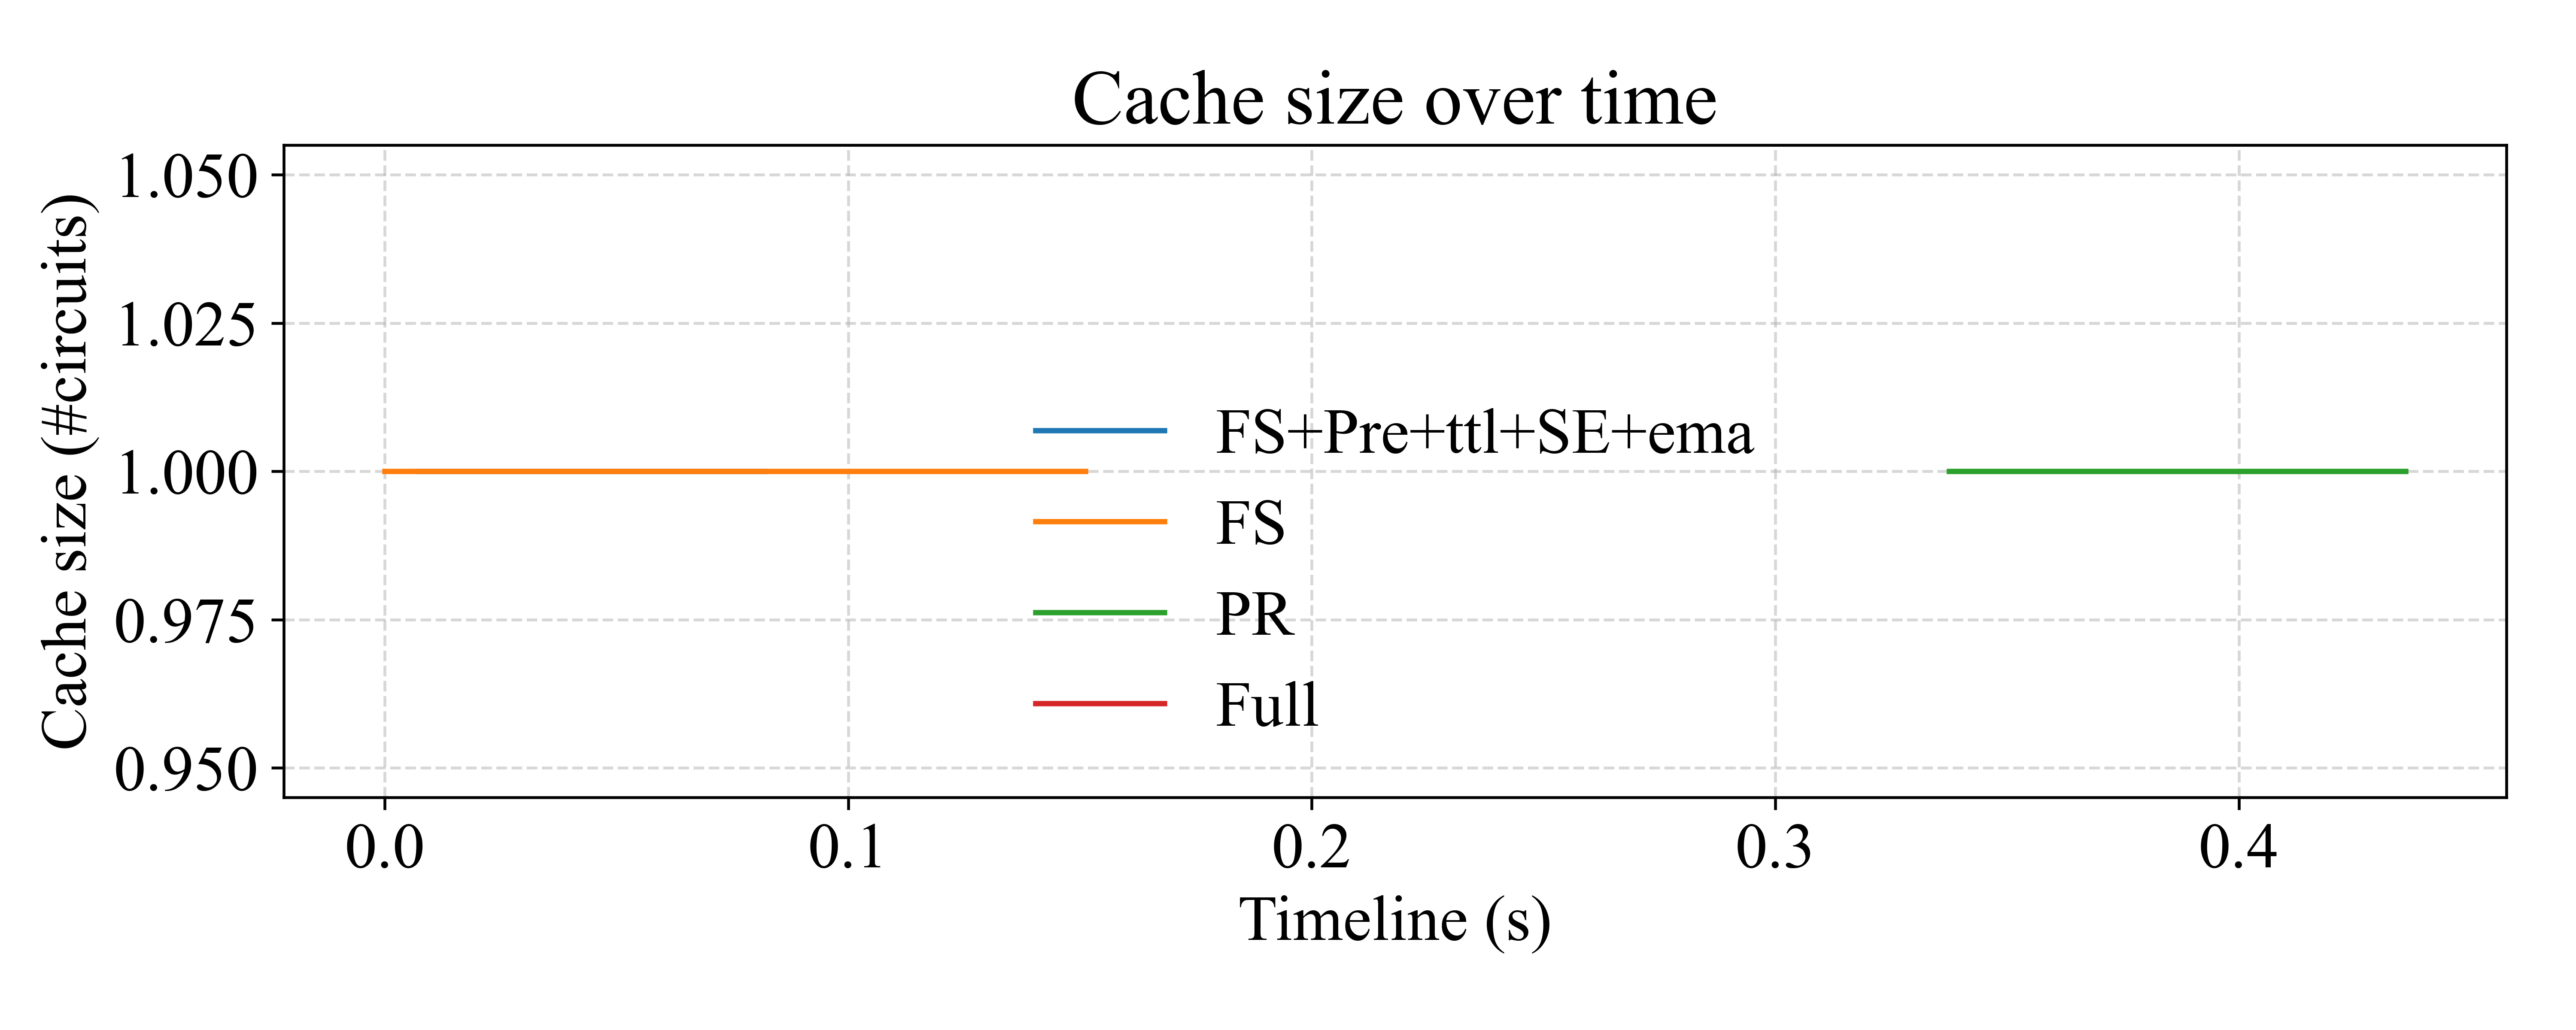 Cache size over time
Cache size (#circuits)
1.050
1.025
1.000
0.975
0.950
FS+Pre+ttl+SE+ema
FS
PR
Full
0.0 0.1 0.2 0.3 0.4
Timeline (s)